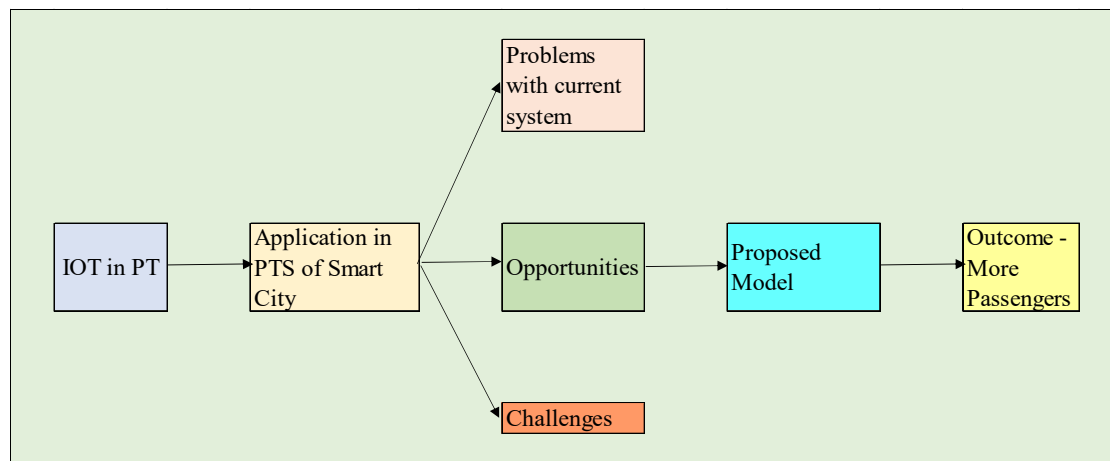 Problems
with current
system
IOT in PT
Application in
PTS of Smart
City
Opportunities
Proposed
Model
Outcome -
More
Passengers
Challenges